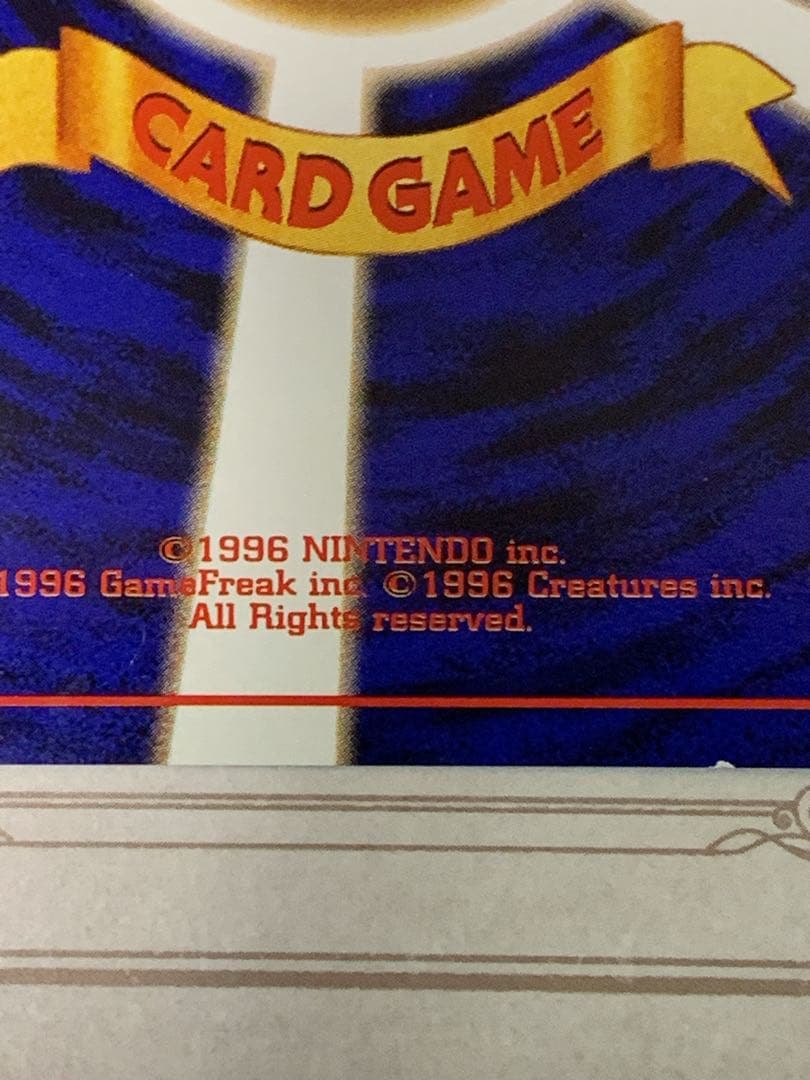 CARD GAME
©1996 NINTENDO inc.
1996 GameFreak inc. ©1996 Creatures inc.
All Rights reserved.